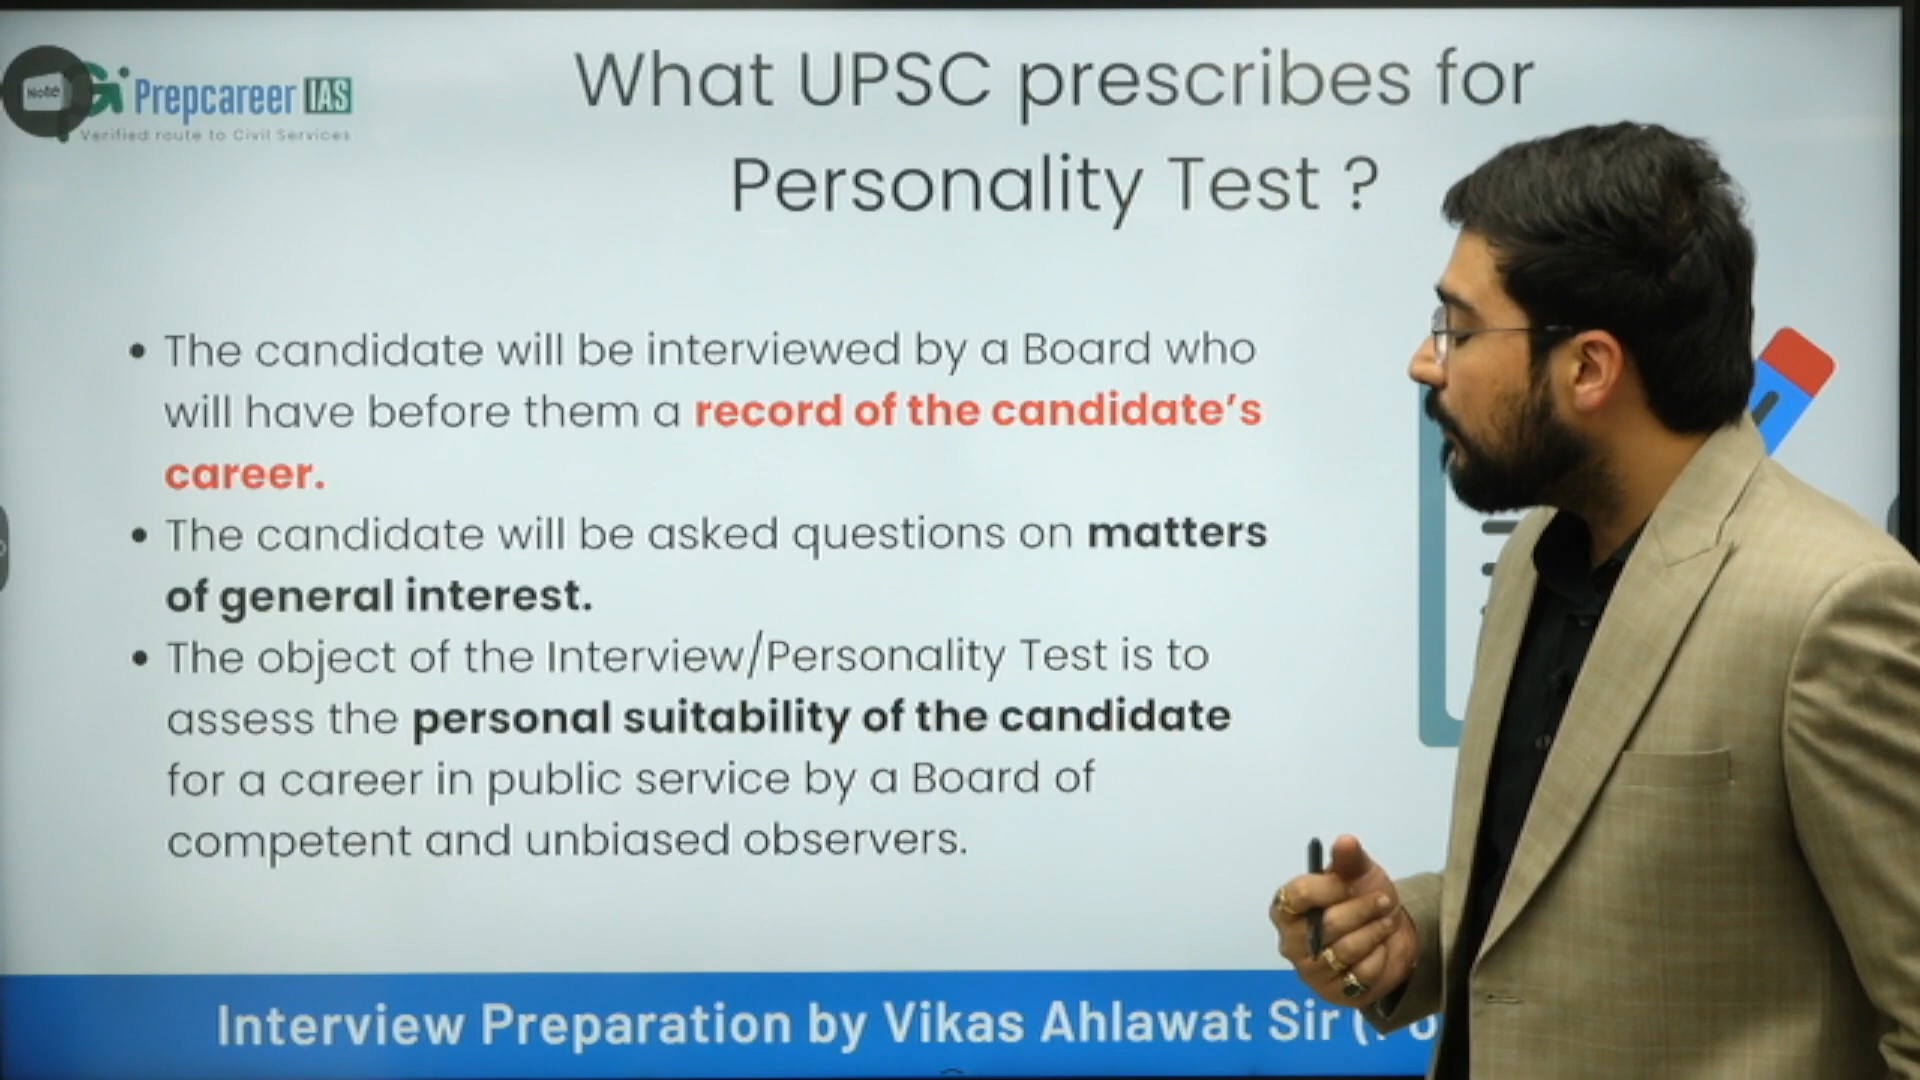 Note
Prepcareer IAS
Verified route to Civil Services
What UPSC prescribes for
Personality Test ?
• The candidate will be interviewed by a Board who
will have before them a record of the candidate's
career.
• The candidate will be asked questions on matters
of general interest.
• The object of the Interview/Personality Test is to
assess the personal suitability of the candidate
for a career in public service by a Board of
competent and unbiased observers.
Interview Preparation by Vikas Ahlawat Sir (